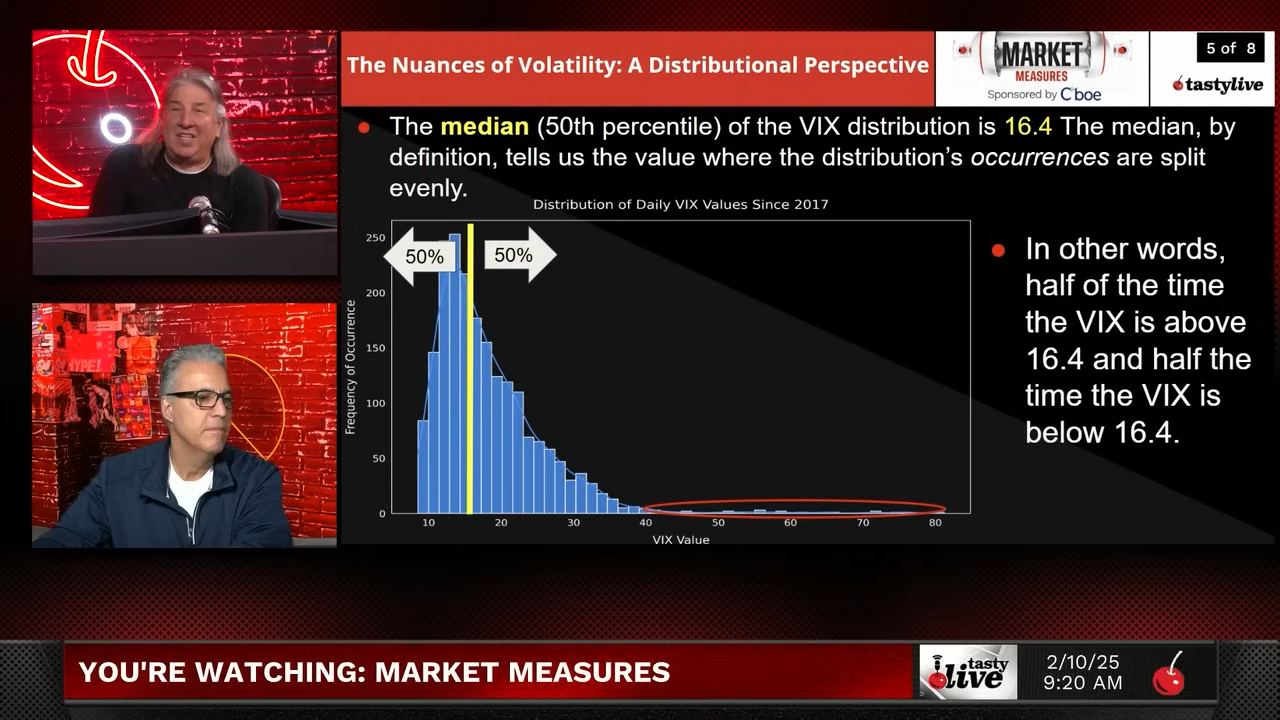 The Nuances of Volatility: A Distributional Perspective
MARKET
MEASURES
Sponsored by Cboe
5 of 8
tastylive
The median (50th percentile) of the VIX distribution is 16.4 The median, by
definition, tells us the value where the distribution's occurrences are split
evenly.
Distribution of Daily VIX Values Since 2017
50%
50%
Frequency of Occurrence
250
200
150
100
50
0
10 20 30 40 50 60 70 80
VIX Value
In other words,
half of the time
the VIX is above
16.4 and half the
time the VIX is
below 16.4.
HYPE!
YOU'RE WATCHING: MARKET MEASURES
tasty
live
2/10/25
9:20 AM